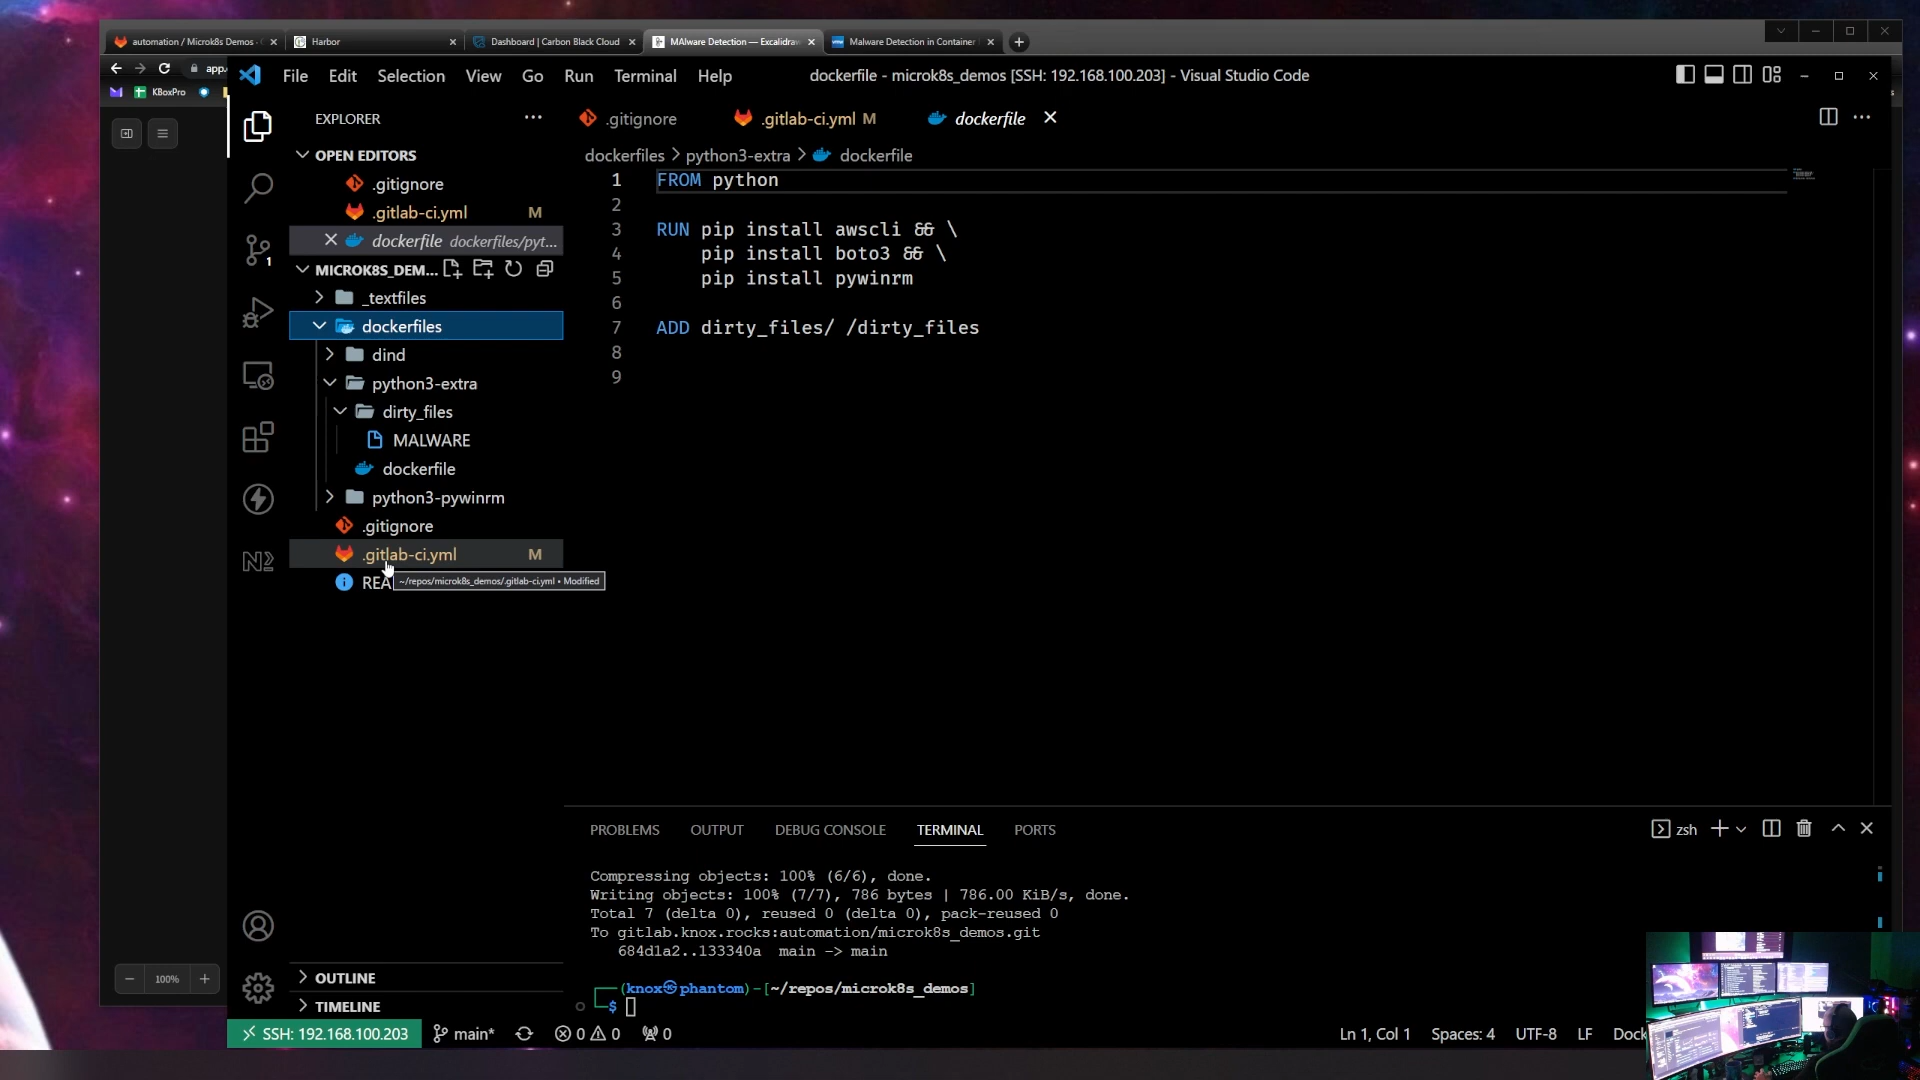 automation / Microk8s Demos
Harbor
Dashboard | Carbon Black Cloud
MAlware Detection — Excalidraw
Malware Detection in Container
app.
KBoxPro
File Edit Selection View Go Run Terminal Help
dockerfile - microk8s_demos [SSH: 192.168.100.203] - Visual Studio Code
EXPLORER
.gitignore
.gitlab-ci.yml M
dockerfile
OPEN EDITORS
.gitignore
.gitlab-ci.yml M
dockerfile dockerfiles/pyt...
MICROK8S_DEM...
_textfiles
dockerfiles
dind
python3-extra
dirty_files
MALWARE
dockerfile
python3-pywinrm
.gitignore
.gitlab-ci.yml M
REA
~/repos/microk8s_demos/.gitlab-ci.yml • Modified
OUTLINE
TIMELINE
dockerfiles > python3-extra > dockerfile
1 FROM python
2
3 RUN pip install awscli && \
4 pip install boto3 && \
5 pip install pywinrm
6
7 ADD dirty_files/ /dirty_files
8
9
PROBLEMS OUTPUT DEBUG CONSOLE TERMINAL PORTS
zsh
Compressing objects: 100% (6/6), done.
Writing objects: 100% (7/7), 786 bytes | 786.00 KiB/s, done.
Total 7 (delta 0), reused 0 (delta 0), pack-reused 0
To gitlab.knox.rocks:automation/microk8s_demos.git
684d1a2..133340a main -> main
(knox㉿phantom)-[~/repos/microk8s_demos]
$
100%
1
SSH: 192.168.100.203 main* 0 0 0
Ln 1, Col 1 Spaces: 4 UTF-8 LF Dock